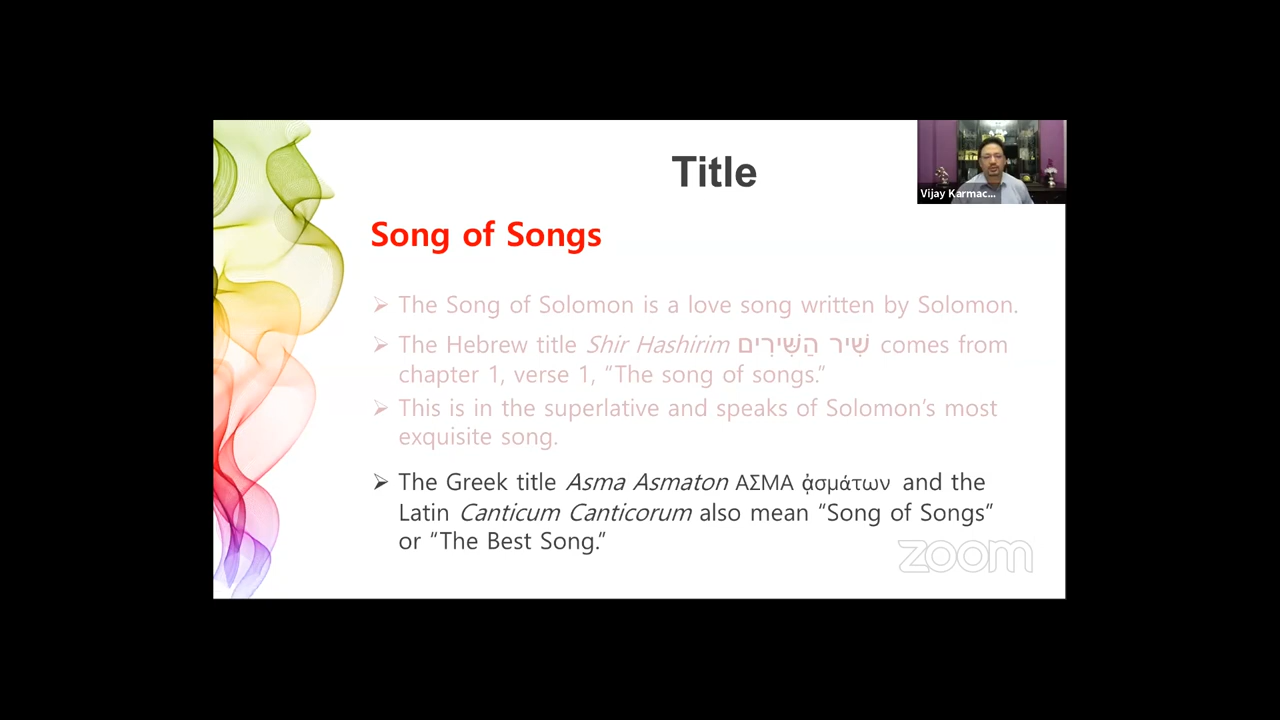 Title
Vijay Karmac...
Song of Songs
➢ The Song of Solomon is a love song written by Solomon.
➢ The Hebrew title Shir Hashirim שִׁיר הַשִּׁירִים comes from
chapter 1, verse 1, “The song of songs.”
➢ This is in the superlative and speaks of Solomon’s most
exquisite song.
➢ The Greek title Asma Asmaton ΑΣΜΑ ᾀσμάτων and the
Latin Canticum Canticorum also mean “Song of Songs”
or “The Best Song.”
zoom